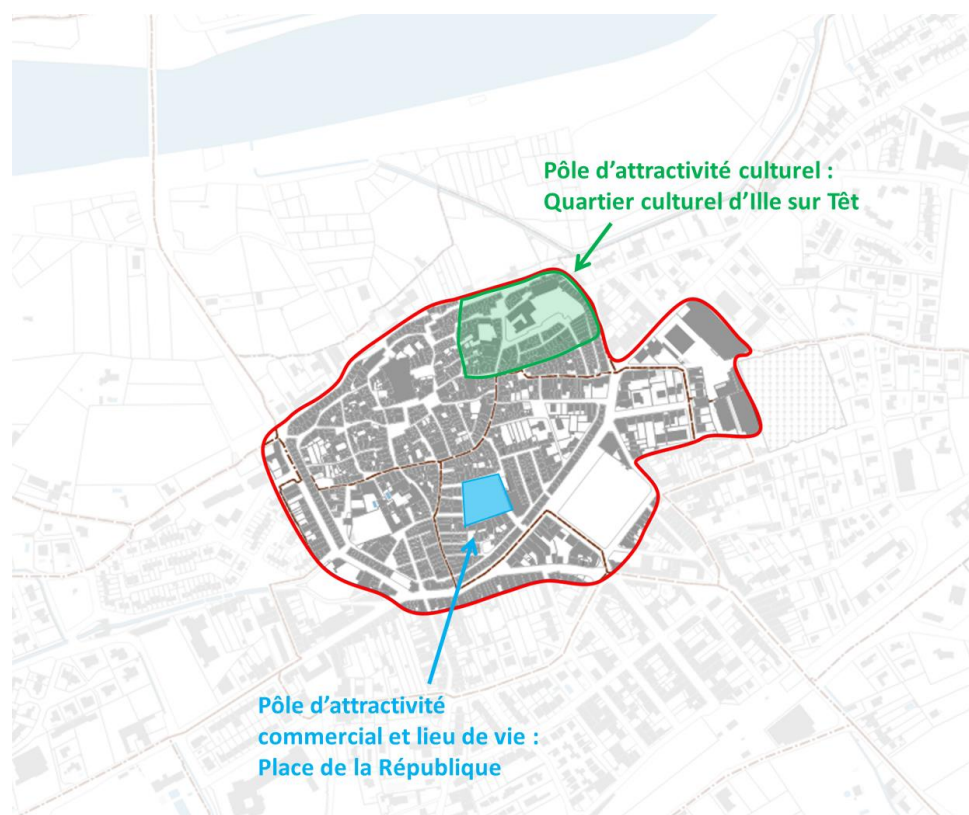 Pôle d’attractivité culturel :
Quartier culturel d’Ille sur Têt
Pôle d’attractivité
commercial et lieu de vie :
Place de la République